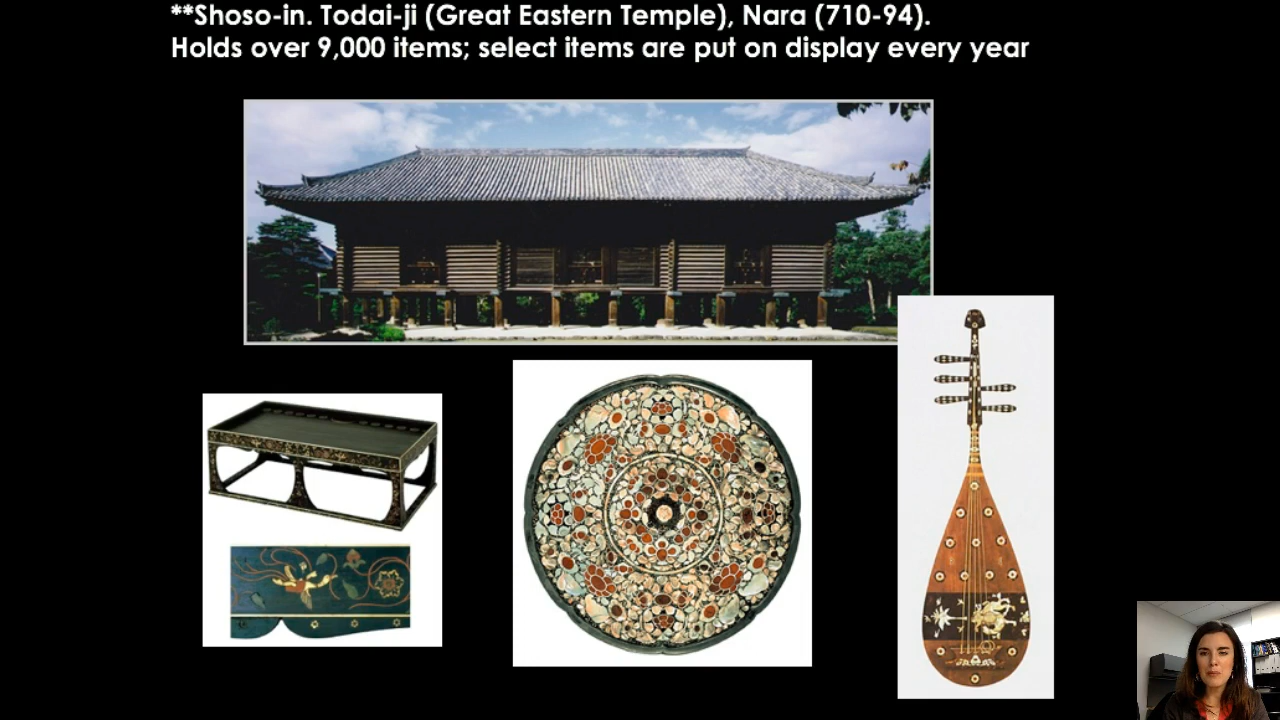 **Shoso-in. Todai-ji (Great Eastern Temple), Nara (710-94).
Holds over 9,000 items; select items are put on display every year